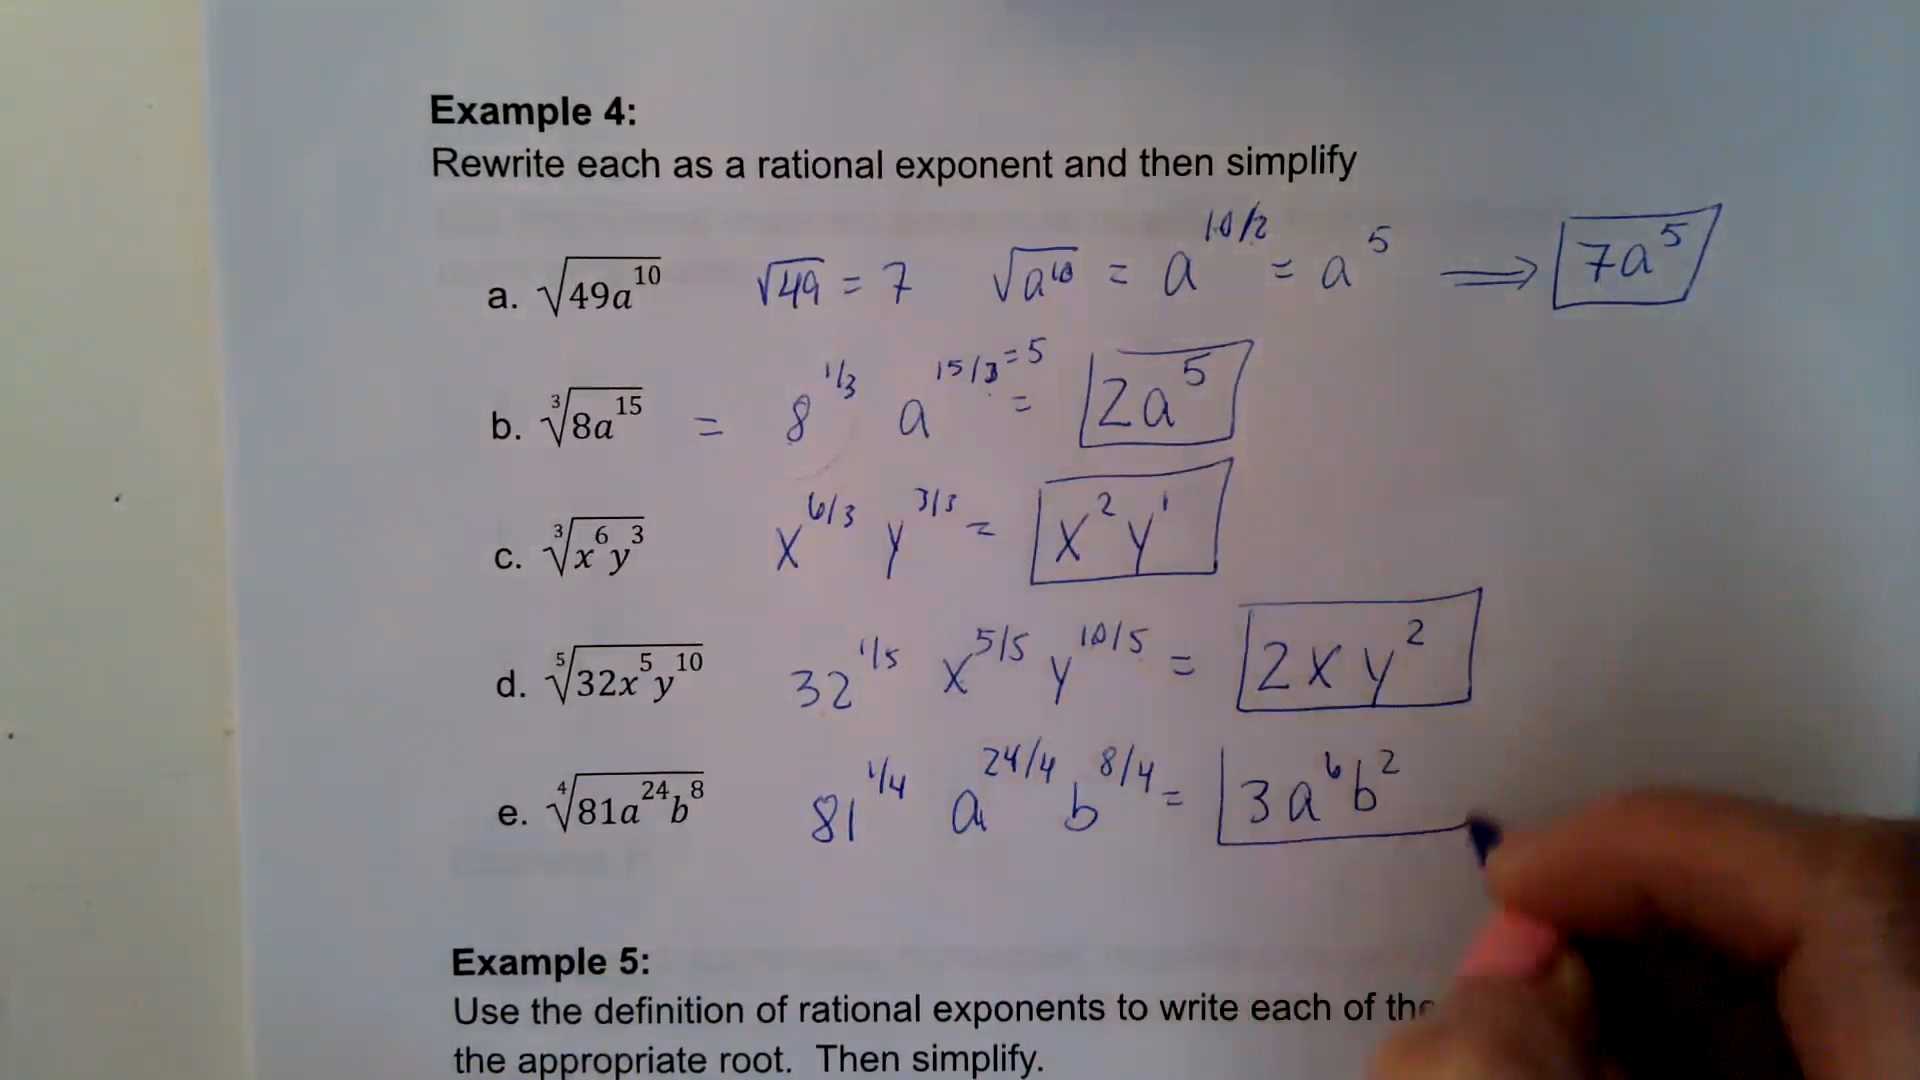 Example 4:
Rewrite each as a rational exponent and then simplify
a. √(49a^10) √49 = 7 √(a^10) = a^(10/2) = a^5 ⟹ 7a^5
b. ∛(8a^15) = 8^(1/3) a^(15/3 = 5) = 2a^5
c. ∛(x^6y^3) x^(6/3) y^(3/3) = x^2 y^1
d. ⁵√(32x^5y^10) 32^(1/5) x^(5/5) y^(10/5) = 2xy^2
e. ⁴√(81a^24b^8) 81^(1/4) a^(24/4) b^(8/4) = 3a^6b^2
Example 5:
Use the definition of rational exponents to write each of
the appropriate root. Then simplify.